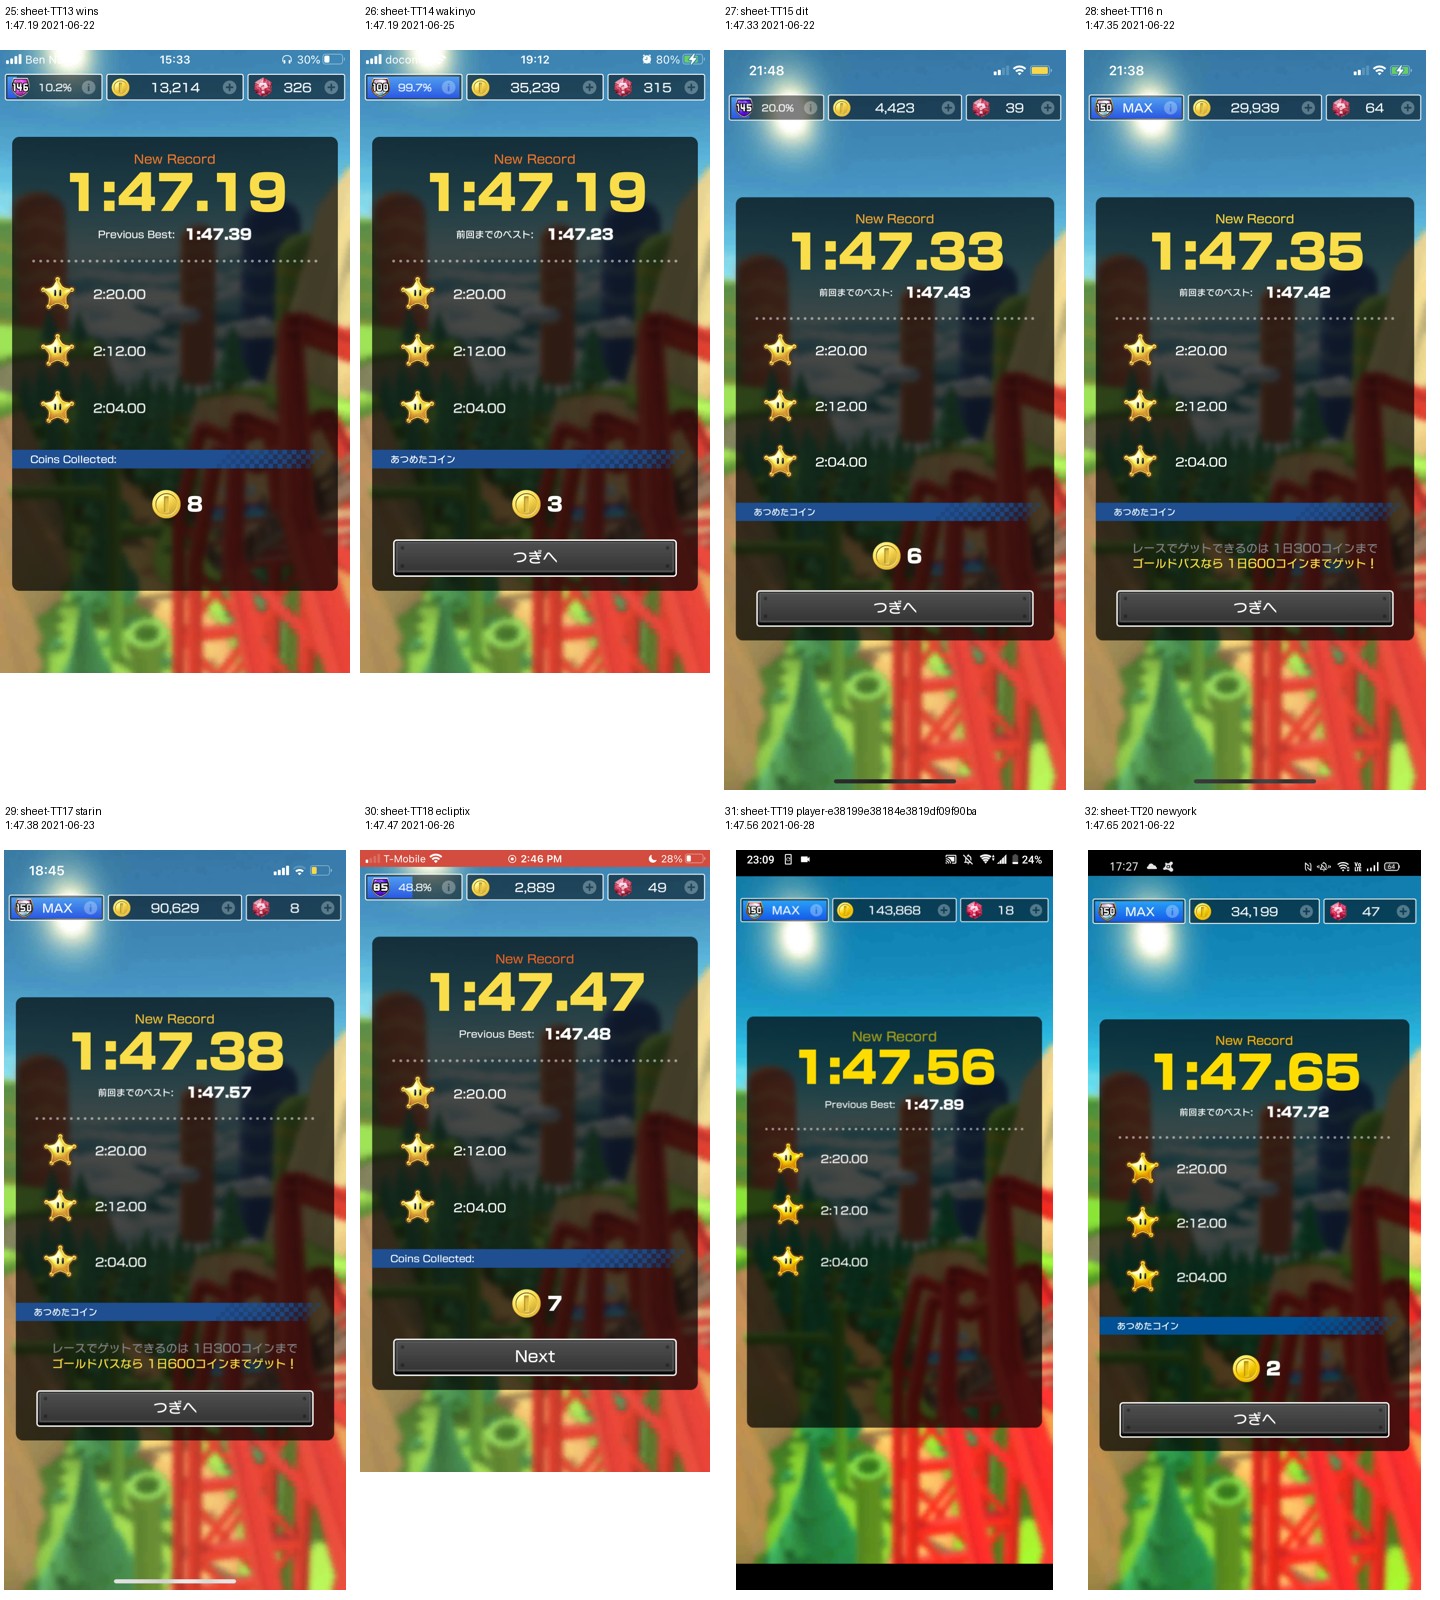 25: sheet-TT13 wins
1:47.19 2021-06-22
15:33
30%
146 10.2%
13,214
326
New Record
1:47.19
Previous Best: 1:47.39
2:20.00
2:12.00
2:04.00
Coins Collected:
8
26: sheet-TT14 wakinyo
1:47.19 2021-06-25
19:12
80%
100 99.7%
35,239
315
New Record
1:47.19
前回までのベスト: 1:47.23
2:20.00
2:12.00
2:04.00
あつめたコイン
3
つぎへ
27: sheet-TT15 dit
1:47.33 2021-06-22
21:48
145 20.0%
4,423
39
New Record
1:47.33
前回までのベスト: 1:47.43
2:20.00
2:12.00
2:04.00
あつめたコイン
6
つぎへ
28: sheet-TT16 n
1:47.35 2021-06-22
21:38
150 MAX
29,939
64
New Record
1:47.35
前回までのベスト: 1:47.42
2:20.00
2:12.00
2:04.00
あつめたコイン
レースでゲットできるのは 1日300コインまで
ゴールドパスなら 1日600コインまでゲット！
つぎへ
29: sheet-TT17 starin
1:47.38 2021-06-23
18:45
150 MAX
90,629
8
New Record
1:47.38
前回までのベスト: 1:47.57
2:20.00
2:12.00
2:04.00
あつめたコイン
レースでゲットできるのは 1日300コインまで
ゴールドパスなら 1日600コインまでゲット！
つぎへ
30: sheet-TT18 ecliptix
1:47.47 2021-06-26
T-Mobile
2:46 PM
28%
85 48.8%
2,889
49
New Record
1:47.47
Previous Best: 1:47.48
2:20.00
2:12.00
2:04.00
Coins Collected:
7
Next
31: sheet-TT19 player-e38199e38184e3819df09f90ba
1:47.56 2021-06-28
23:09
24%
150 MAX
143,868
18
New Record
1:47.56
Previous Best: 1:47.89
2:20.00
2:12.00
2:04.00
32: sheet-TT20 newyork
1:47.65 2021-06-22
17:27
64
150 MAX
34,199
47
New Record
1:47.65
前回までのベスト: 1:47.72
2:20.00
2:12.00
2:04.00
あつめたコイン
2
つぎへ